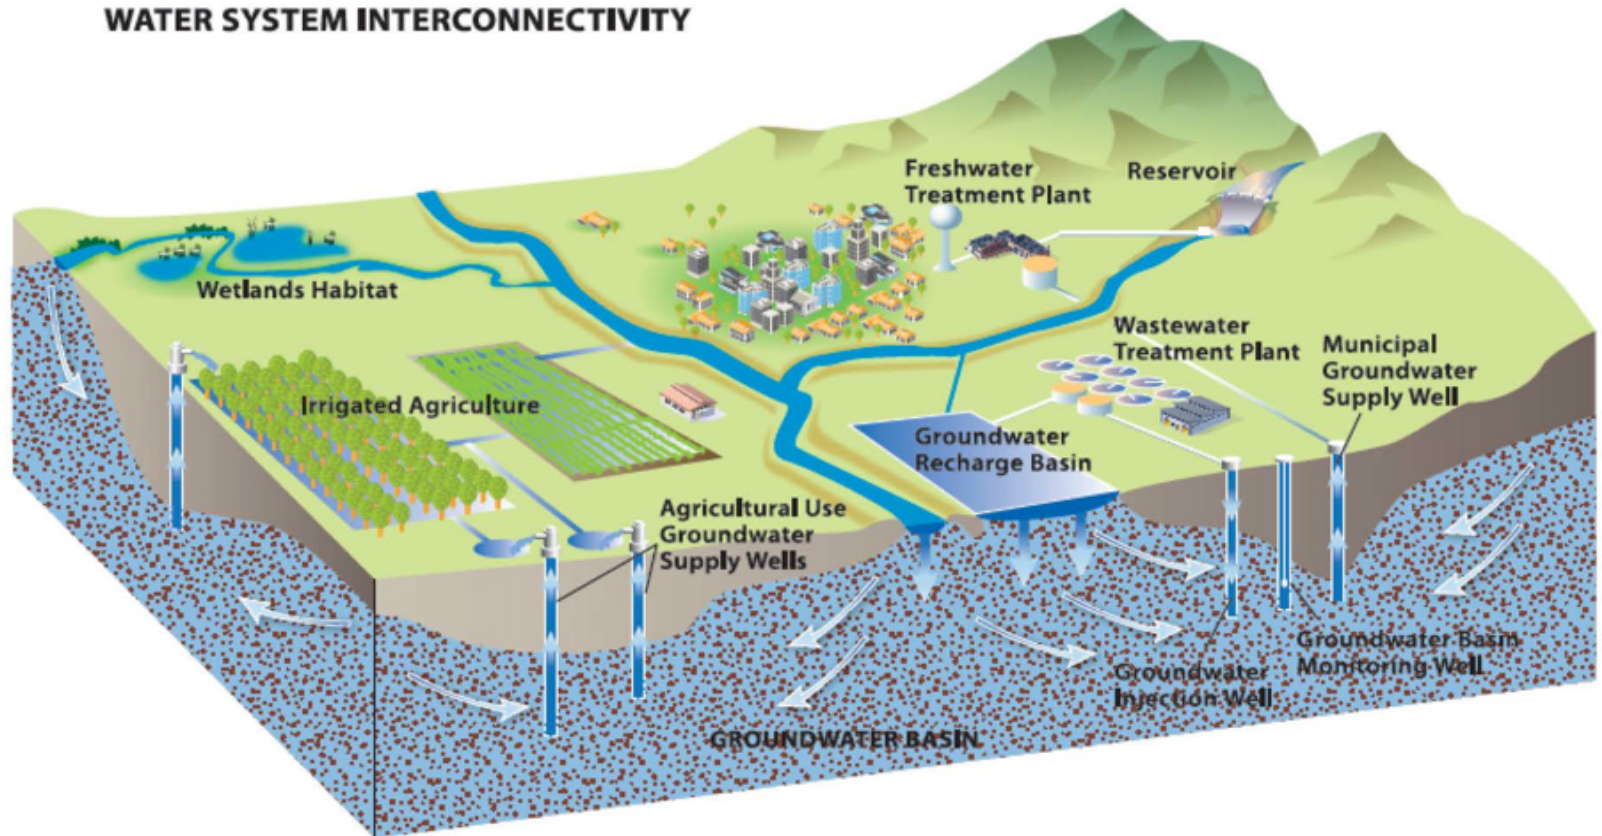 WATER SYSTEM INTERCONNECTIVITY
Freshwater
Treatment Plant
Reservoir
Wetlands Habitat
Wastewater
Treatment Plant
Municipal
Groundwater
Supply Well
Irrigated Agriculture
Groundwater
Recharge Basin
Agricultural Use
Groundwater
Supply Wells
Groundwater Basin
Monitoring Well
Groundwater
Injection Well
GROUNDWATER BASIN